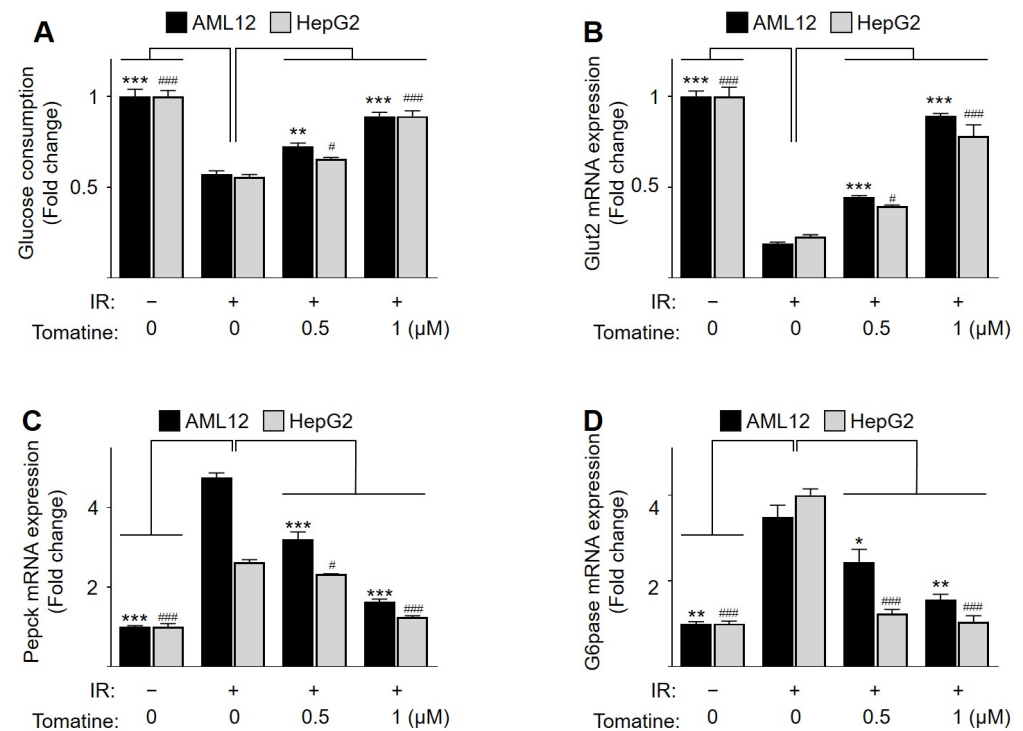 A
AML12 HepG2
Glucose consumption
(Fold change)
1
0.5
*** ###
** #
*** ###
IR: – + + +
Tomatine: 0 0 0.5 1 (μM)
B
AML12 HepG2
Glut2 mRNA expression
(Fold change)
1
0.5
*** ###
*** #
*** ###
IR: – + + +
Tomatine: 0 0 0.5 1 (μM)
C
AML12 HepG2
Pepck mRNA expression
(Fold change)
4
2
*** ###
*** #
*** ###
IR: – + + +
Tomatine: 0 0 0.5 1 (μM)
D
AML12 HepG2
G6pase mRNA expression
(Fold change)
4
2
** ###
* ###
** ###
IR: – + + +
Tomatine: 0 0 0.5 1 (μM)